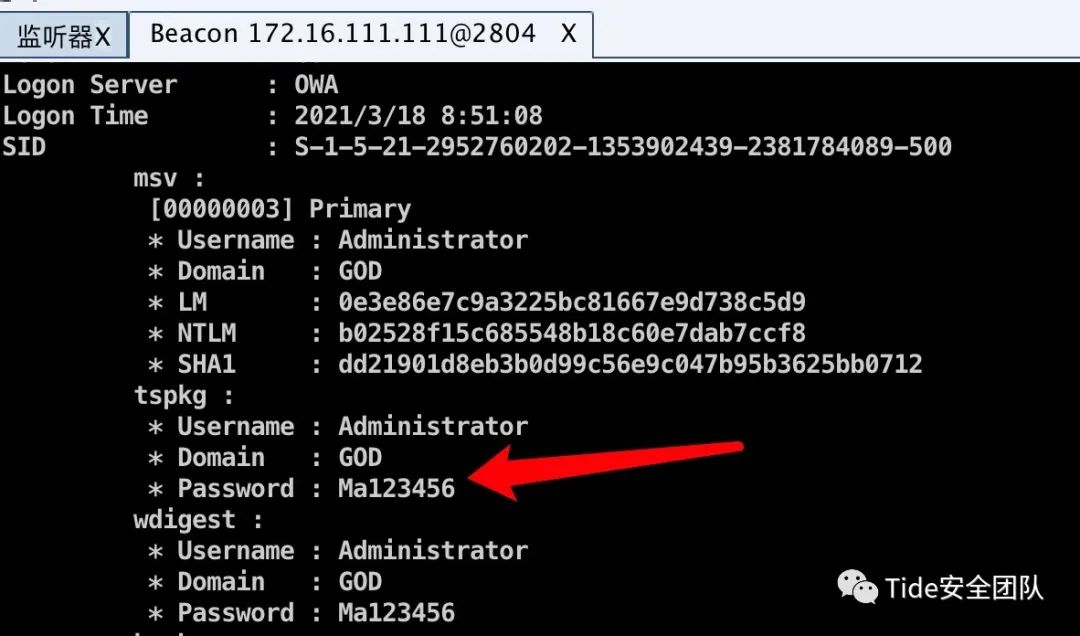 监听器X
Beacon 172.16.111.111@2804 X
Logon Server : OWA
Logon Time : 2021/3/18 8:51:08
SID : S-1-5-21-2952760202-1353902439-2381784089-500
msv :
[00000003] Primary
* Username : Administrator
* Domain : GOD
* LM : 0e3e86e7c9a3225bc81667e9d738c5d9
* NTLM : b02528f15c685548b18c60e7dab7ccf8
* SHA1 : dd21901d8eb3b0d99c56e9c047b95b3625bb0712
tspkg :
* Username : Administrator
* Domain : GOD
* Password : Ma123456
wdigest :
* Username : Administrator
* Domain : GOD
* Password : Ma123456
Tide安全团队